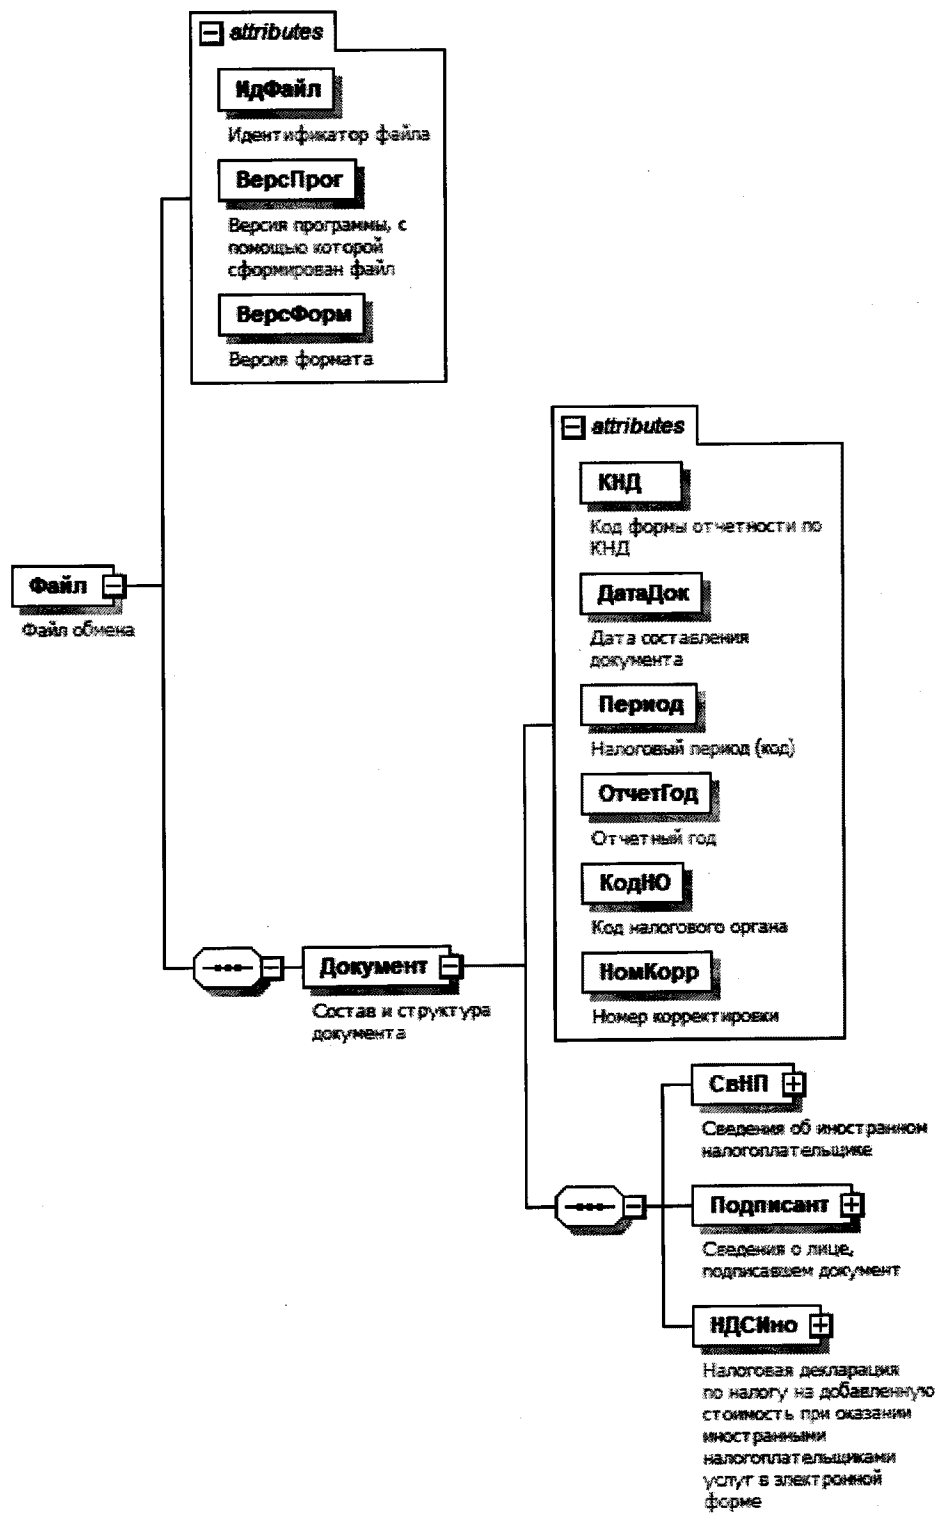 attributes
ИдФайл
Идентификатор файла
ВерсПрог
Версия программы, с
помощью которой
сформирован файл
ВерсФорм
Версия формата
Файл
Файл обмена
attributes
КНД
Код формы отчетности по
КНД
ДатаДок
Дата составления
документа
Период
Налоговый период (код)
ОтчетГод
Отчетный год
КодНО
Код налогового органа
НомКорр
Номер корректировки
Документ
Состав и структура
документа
СвНП
Сведения об иностранном
налогоплательщике
Подписант
Сведения о лице,
подписавшем документ
НДСИно
Налоговая декларация
по налогу на добавленную
стоимость при оказании
иностранными
налогоплательщиками
услуг в электронной
форме